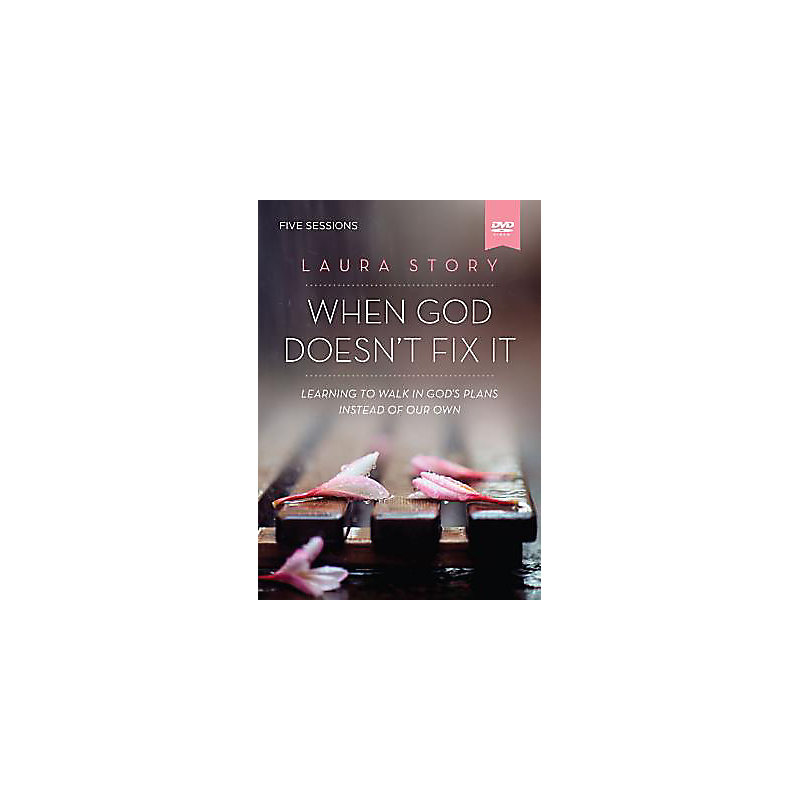 FIVE SESSIONS
DVD
VIDEO
LAURA STORY
WHEN GOD
DOESN'T FIX IT
LEARNING TO WALK IN GOD'S PLANS
INSTEAD OF OUR OWN